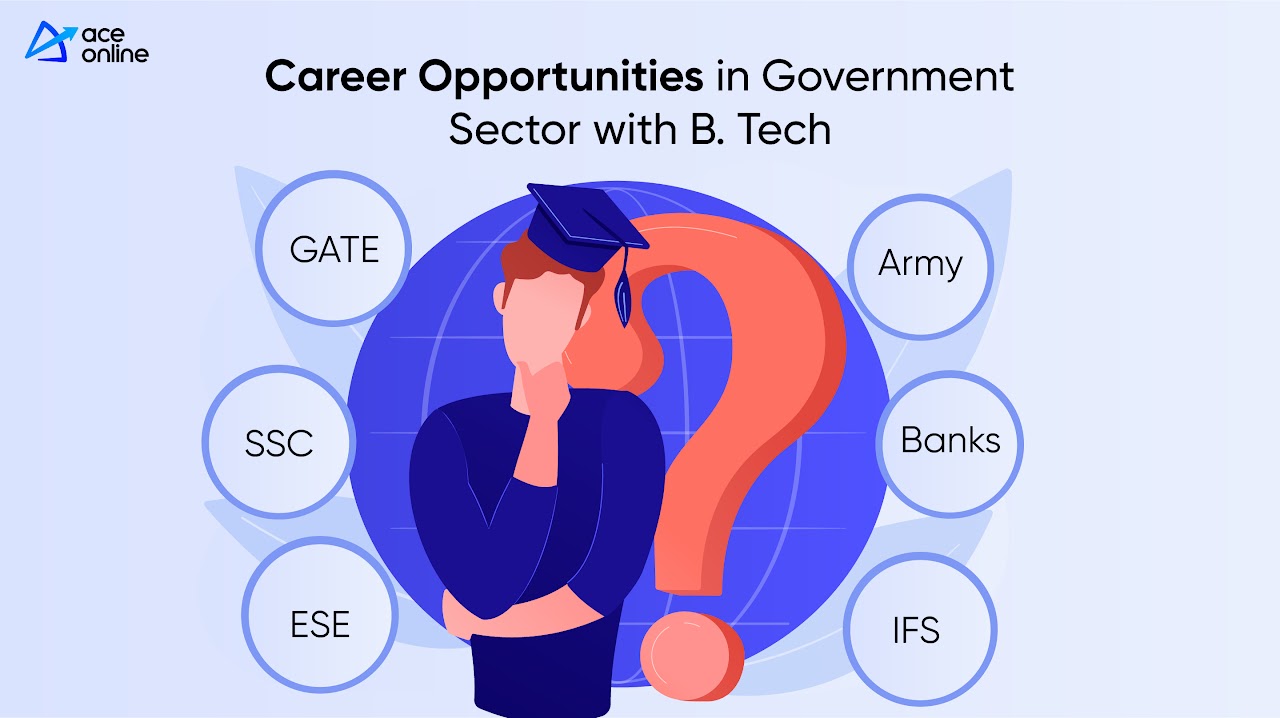 ace
online
Career Opportunities in Government
Sector with B. Tech
GATE
Army
SSC
Banks
ESE
IFS